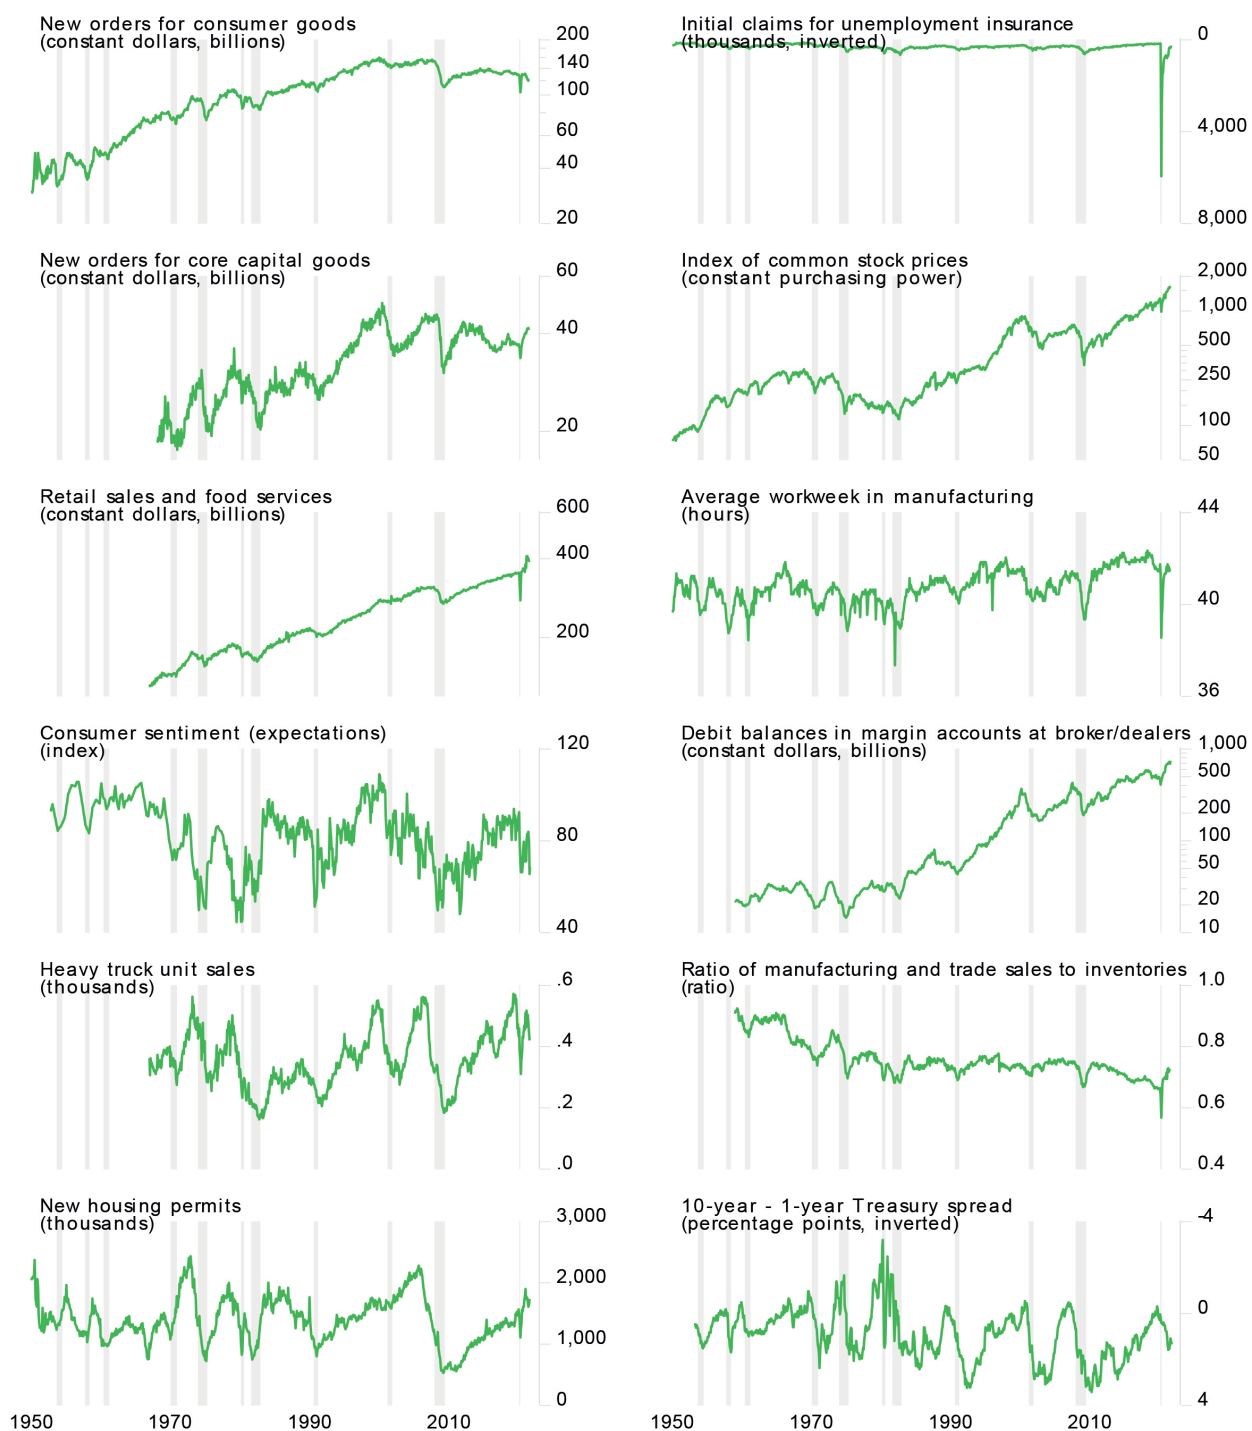 New orders for consumer goods
(constant dollars, billions)
200
140
100
60
40
20
Initial claims for unemployment insurance
(thousands, inverted)
0
4,000
8,000
New orders for core capital goods
(constant dollars, billions)
60
40
20
Index of common stock prices
(constant purchasing power)
2,000
1,000
500
250
100
50
Retail sales and food services
(constant dollars, billions)
600
400
200
Average workweek in manufacturing
(hours)
44
40
36
Consumer sentiment (expectations)
(index)
120
80
40
Debit balances in margin accounts at broker/dealers
(constant dollars, billions)
1,000
500
200
100
50
20
10
Heavy truck unit sales
(thousands)
.6
.4
.2
.0
Ratio of manufacturing and trade sales to inventories
(ratio)
1.0
0.8
0.6
0.4
New housing permits
(thousands)
3,000
2,000
1,000
0
10-year - 1-year Treasury spread
(percentage points, inverted)
-4
0
4
1950 1970 1990 2010
1950 1970 1990 2010